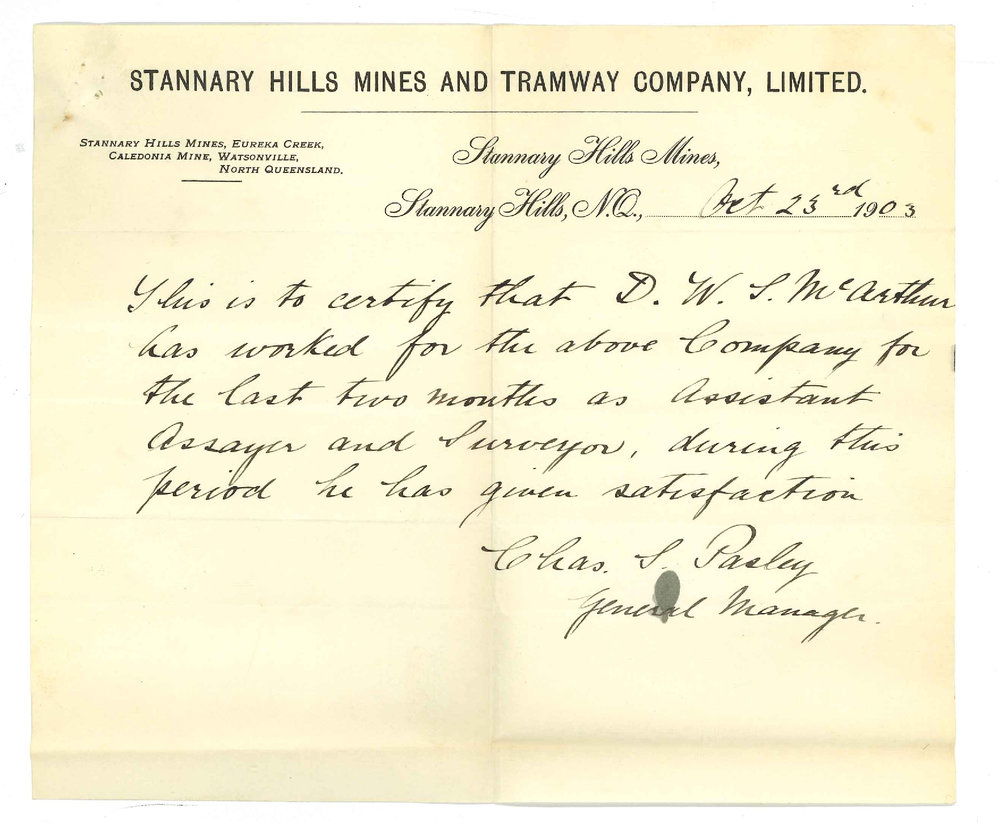 STANNARY HILLS MINES AND TRAMWAY COMPANY, LIMITED.
STANNARY HILLS MINES, EUREKA CREEK,
CALEDONIA MINE, WATSONVILLE,
NORTH QUEENSLAND.
Stannary Hills Mines,
Stannary Hills, N.Q., Oct 23rd 1903
This is to certify that D. W. S. McArthur
has worked for the above Company for
the last two months as Assistant
Assayer and Surveyor, during this
period he has given satisfaction
Chas. S. Pasley
General Manager.